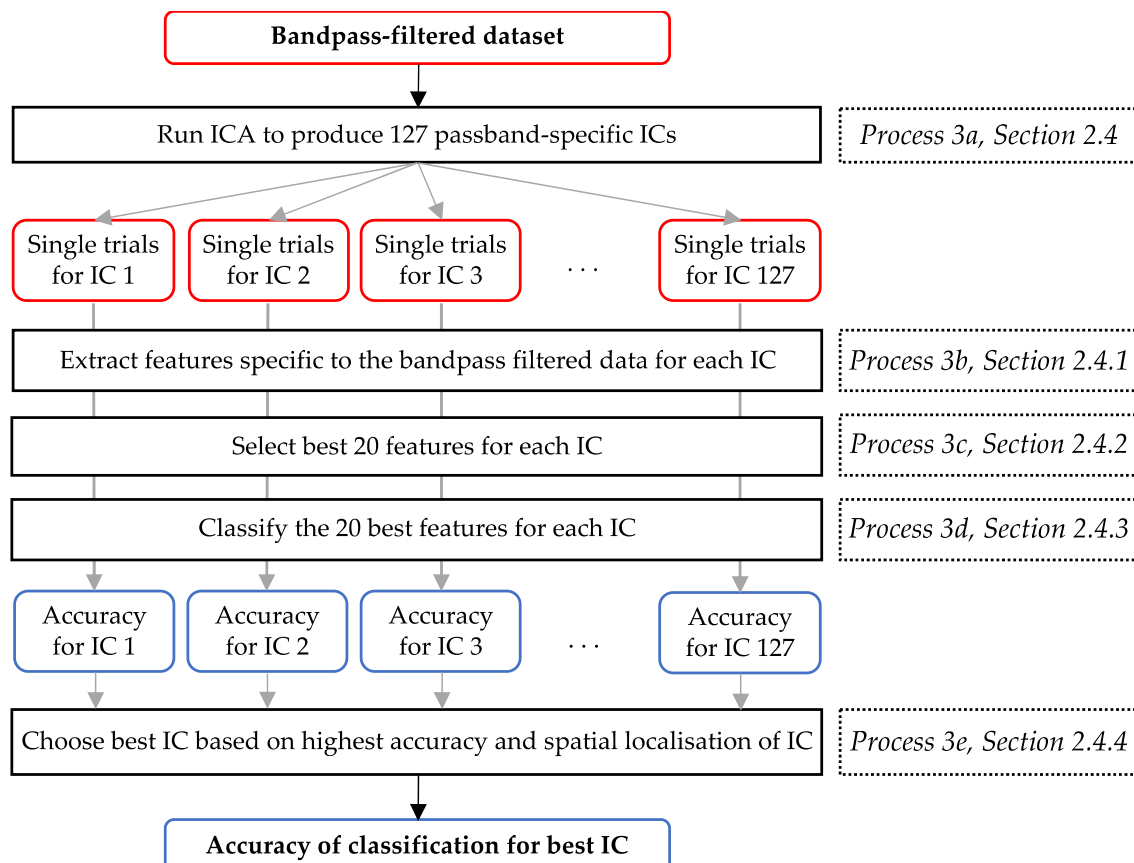 Bandpass-filtered dataset
Run ICA to produce 127 passband-specific ICs
Process 3a, Section 2.4
Single trials
for IC 1
Single trials
for IC 2
Single trials
for IC 3
. . .
Single trials
for IC 127
Extract features specific to the bandpass filtered data for each IC
Process 3b, Section 2.4.1
Select best 20 features for each IC
Process 3c, Section 2.4.2
Classify the 20 best features for each IC
Process 3d, Section 2.4.3
Accuracy
for IC 1
Accuracy
for IC 2
Accuracy
for IC 3
. . .
Accuracy
for IC 127
Choose best IC based on highest accuracy and spatial localisation of IC
Process 3e, Section 2.4.4
Accuracy of classification for best IC